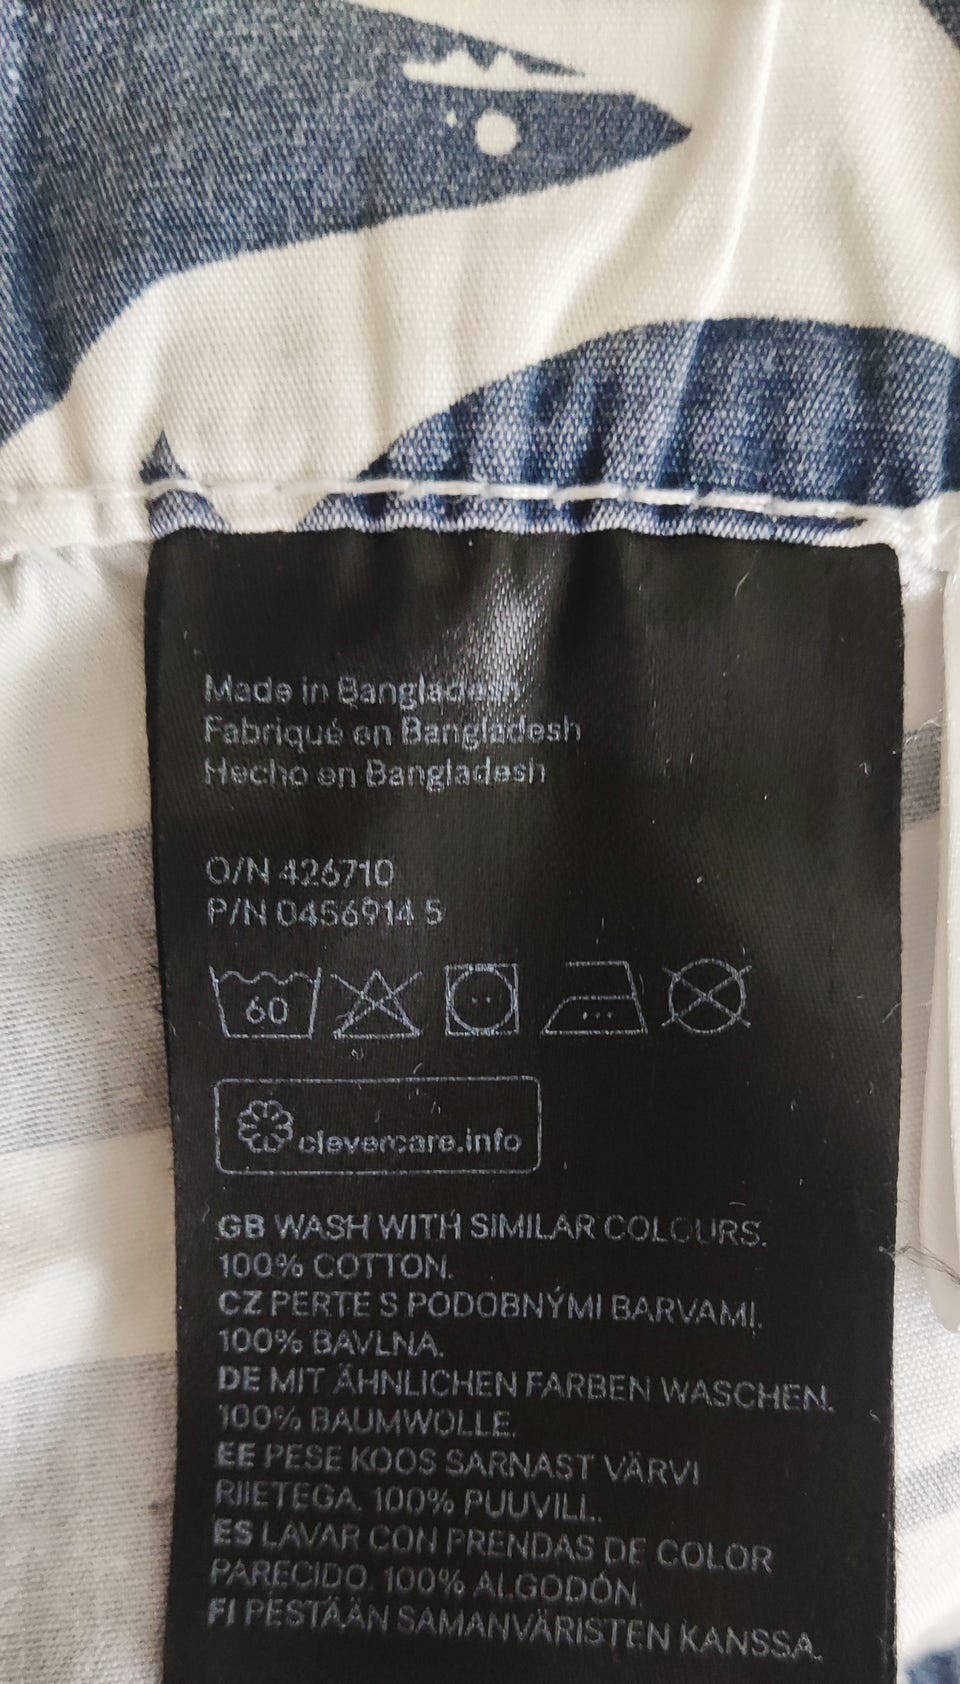 Made in Bangladesh
Fabriqué en Bangladesh
Hecho en Bangladesh
O/N 426710
P/N 0456914 5
60
clevercare.info
GB WASH WITH SIMILAR COLOURS.
100% COTTON.
CZ PERTE S PODOBNÝMI BARVAMI.
100% BAVLNA.
DE MIT ÄHNLICHEN FARBEN WASCHEN.
100% BAUMWOLLE.
EE PESE KOOS SARNAST VÄRVI
RIIETEGA. 100% PUUVILL.
ES LAVAR CON PRENDAS DE COLOR
PARECIDO. 100% ALGODÓN.
FI PESTÄÄN SAMANVÄRISTEN KANSSA.